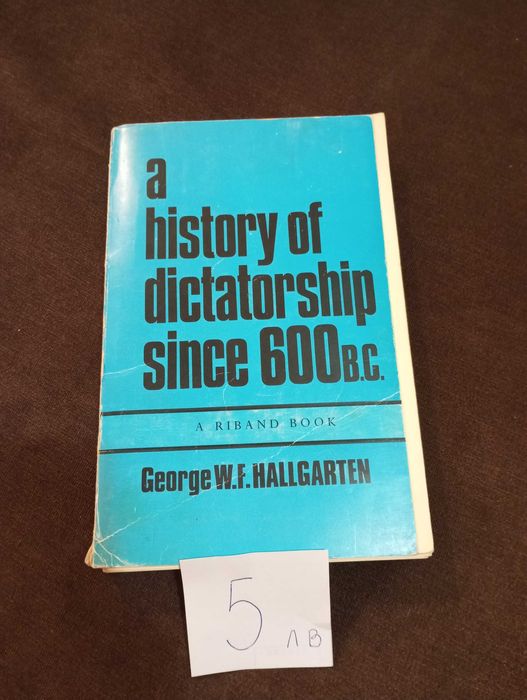 a
history of
dictatorship
since 600 B.C.
A RIBAND BOOK
George W.F. HALLGARTEN
5 лв